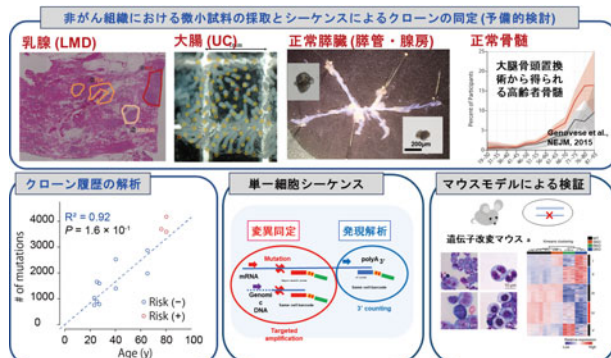 非がん組織における微小試料の採取とシーケンスによるクローンの同定(予備的検討)
乳腺 (LMD)
大腸 (UC)
正常膵臓 (膵管・腺房)
正常骨髄
200μm
Percent of Participants
大腿骨頭置換
術から得られ
る高齢者骨髄
Genovese et al.,
NEJM, 2015
クローン履歴の解析
R² = 0.92
P = 1.6 × 10⁻¹
# of mutations
4000
3000
2000
1000
0
Risk (−)
Risk (+)
0 20 40 60 80 100
Age (y)
単一細胞シーケンス
変異同定
発現解析
Mutation
mRNA
Genomi
c
DNA
polyA 3'
3' counting
Targeted
amplification
マウスモデルによる検証
遺伝子改変マウス